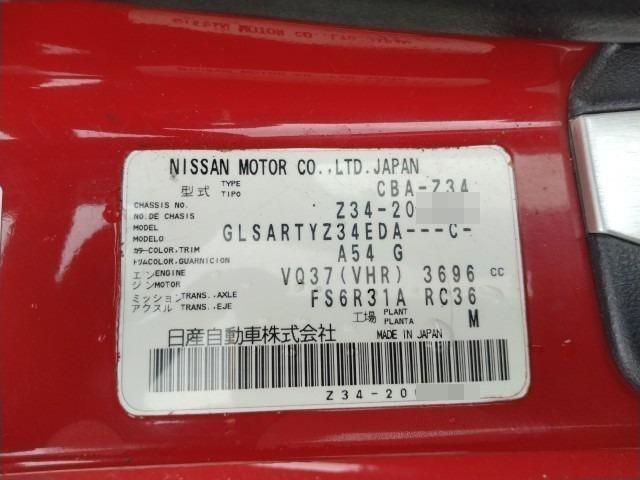 NISSAN MOTOR CO.,LTD.JAPAN
型式 TYPE TIPO CBA-Z34
CHASSIS NO. NO.DE CHASIS Z34-20
MODEL MODELO GLSARTYZ34EDA---C-
カラー COLOR,TRIM トリム COLOR,GUARNICION A54 G
エンジン ENGINE MOTOR VQ37(VHR) 3696 cc
ミッション TRANS.,AXLE アクスル TRANS.,EJE FS6R31A RC36
工場 PLANT PLANTA M
日産自動車株式会社 MADE IN JAPAN
Z34-20